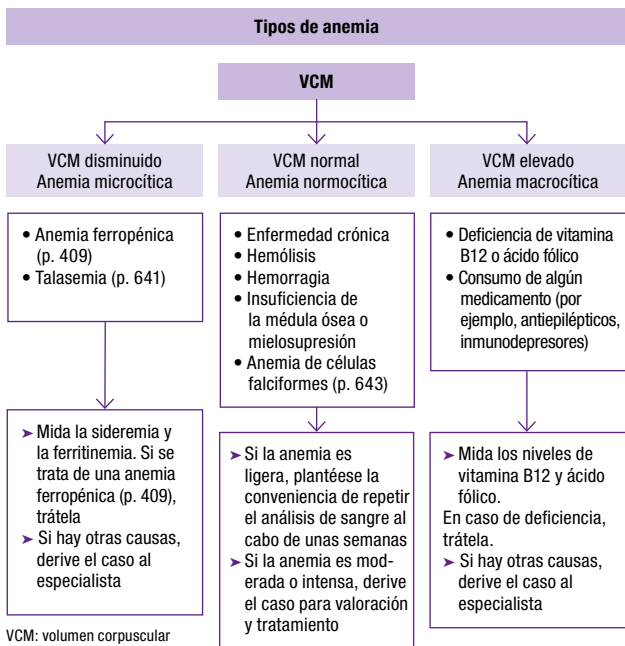 Tipos de anemia
VCM
VCM disminuido
Anemia microcítica
• Anemia ferropénica
(p. 409)
• Talasemia (p. 641)
➤ Mida la sideremia y
la ferritinemia. Si se
trata de una anemia
ferropénica (p. 409),
trátela
➤ Si hay otras causas,
derive el caso al
especialista
VCM normal
Anemia normocítica
• Enfermedad crónica
• Hemólisis
• Hemorragia
• Insuficiencia de
la médula ósea o
mielosupresión
• Anemia de células
falciformes (p. 643)
➤ Si la anemia es
ligera, plantéese la
conveniencia de repetir
el análisis de sangre al
cabo de unas semanas
➤ Si la anemia es mod-
erada o intensa, derive
el caso para valoración
y tratamiento
VCM elevado
Anemia macrocítica
• Deficiencia de vitamina
B12 o ácido fólico
• Consumo de algún
medicamento (por
ejemplo, antiepilépticos,
inmunodepresores)
➤ Mida los niveles de
vitamina B12 y ácido
fólico.
En caso de deficiencia,
trátela.
➤ Si hay otras causas,
derive el caso al
especialista
VCM: volumen corpuscular